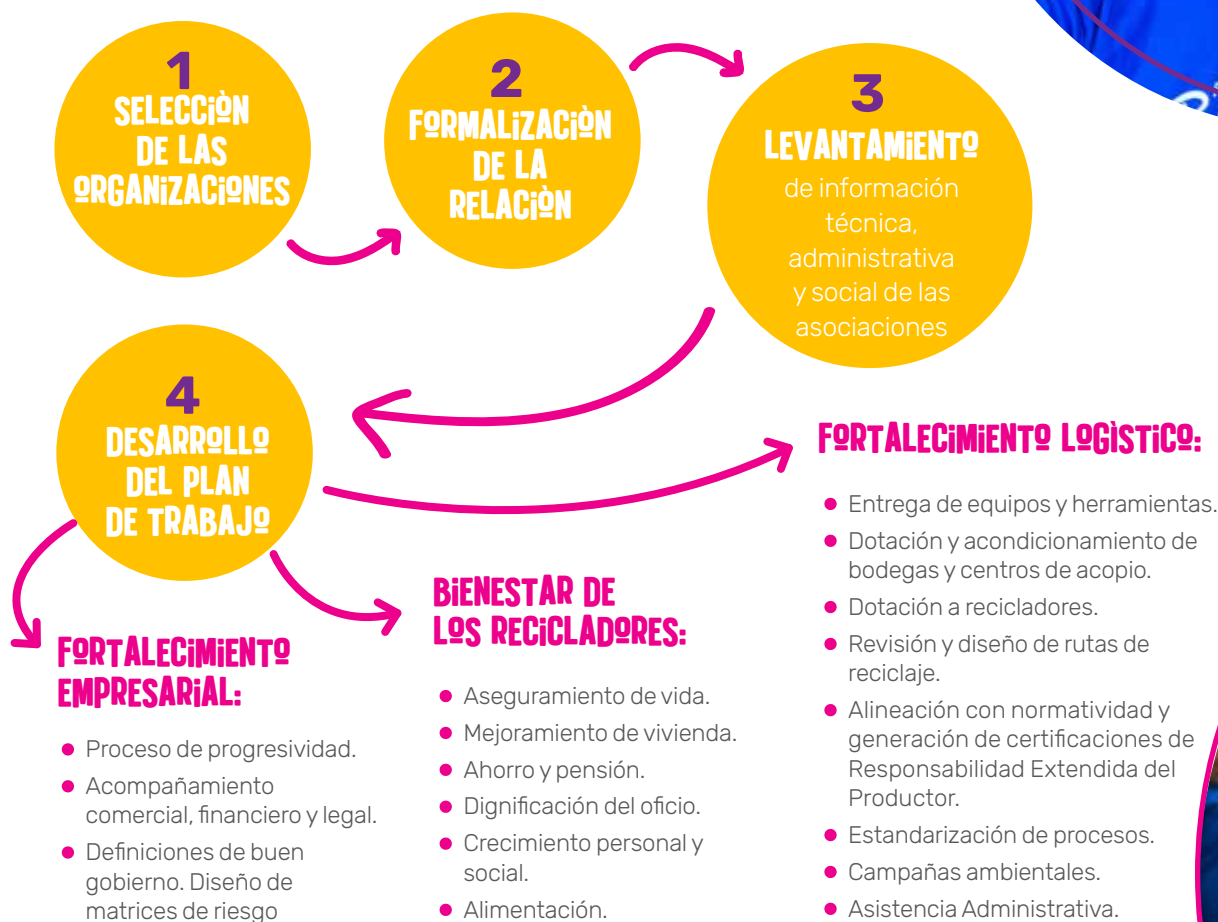 1
SELECCIÒN
DE LAS
ORGANIZACIONES
2
FORMALIZACIÒN
DE LA
RELACIÒN
3
LEVANTAMIENTO
de información
técnica,
administrativa
y social de las
asociaciones
4
DESARROLLO
DEL PLAN
DE TRABAJO
FORTALECIMIENTO
EMPRESARIAL:
• Proceso de progresividad.
• Acompañamiento
comercial, financiero y legal.
• Definiciones de buen
gobierno. Diseño de
matrices de riesgo
BIENESTAR DE
LOS RECICLADORES:
• Aseguramiento de vida.
• Mejoramiento de vivienda.
• Ahorro y pensión.
• Dignificación del oficio.
• Crecimiento personal y
social.
• Alimentación.
FORTALECIMIENTO LOGÌSTICO:
• Entrega de equipos y herramientas.
• Dotación y acondicionamiento de
bodegas y centros de acopio.
• Dotación a recicladores.
• Revisión y diseño de rutas de
reciclaje.
• Alineación con normatividad y
generación de certificaciones de
Responsabilidad Extendida del
Productor.
• Estandarización de procesos.
• Campañas ambientales.
• Asistencia Administrativa.